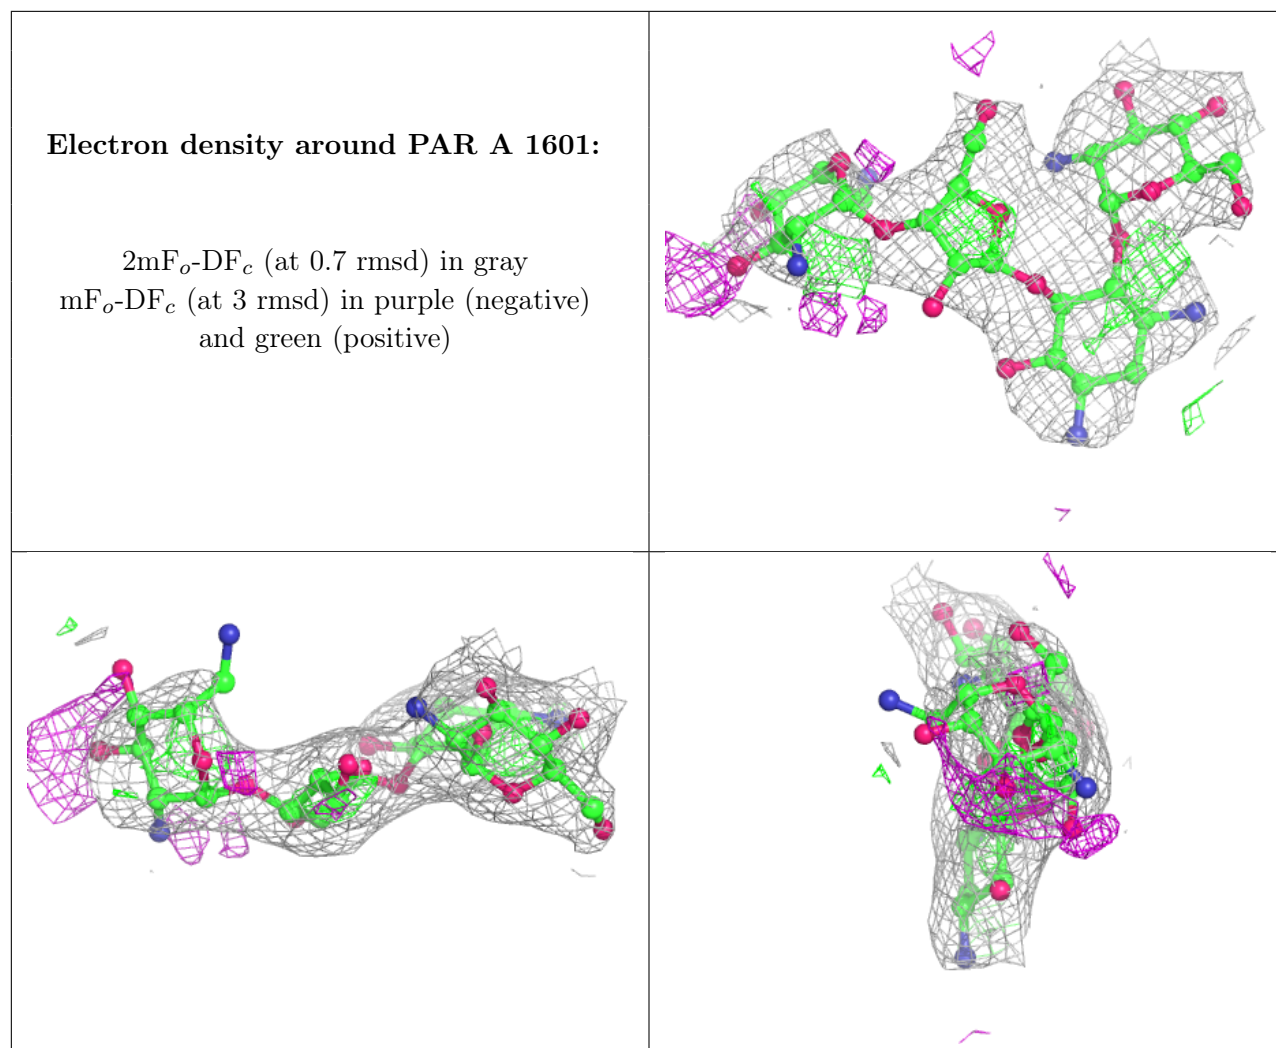 Electron density around PAR A 1601:
2mFₒ-DF𝒸 (at 0.7 rmsd) in gray
mFₒ-DF𝒸 (at 3 rmsd) in purple (negative)
and green (positive)